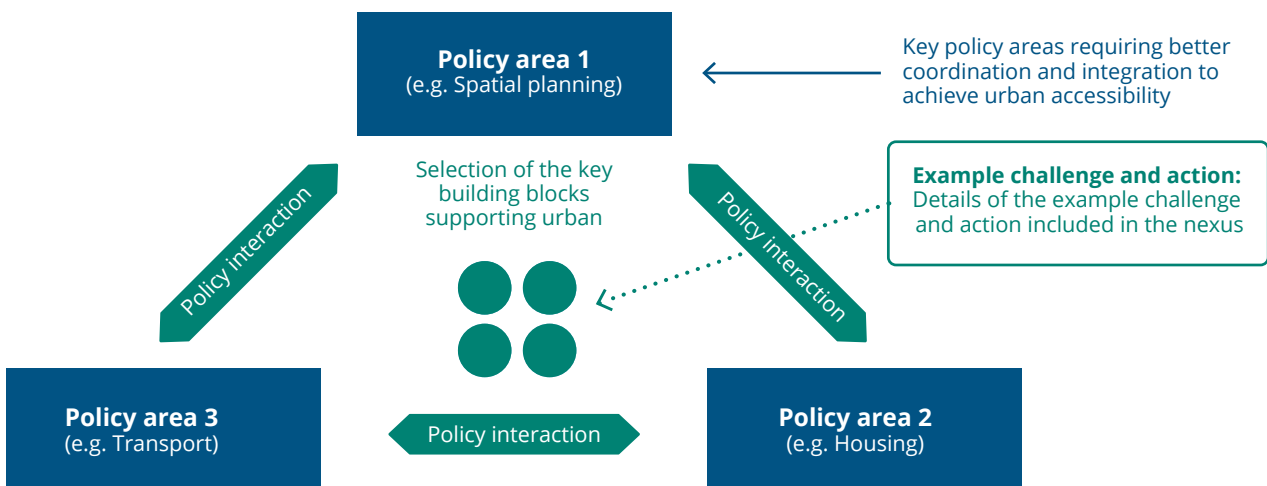 Policy area 1
(e.g. Spatial planning)
Key policy areas requiring better
coordination and integration to
achieve urban accessibility
Selection of the key
building blocks
supporting urban
Example challenge and action:
Details of the example challenge
and action included in the nexus
Policy interaction
Policy interaction
Policy area 3
(e.g. Transport)
Policy interaction
Policy area 2
(e.g. Housing)